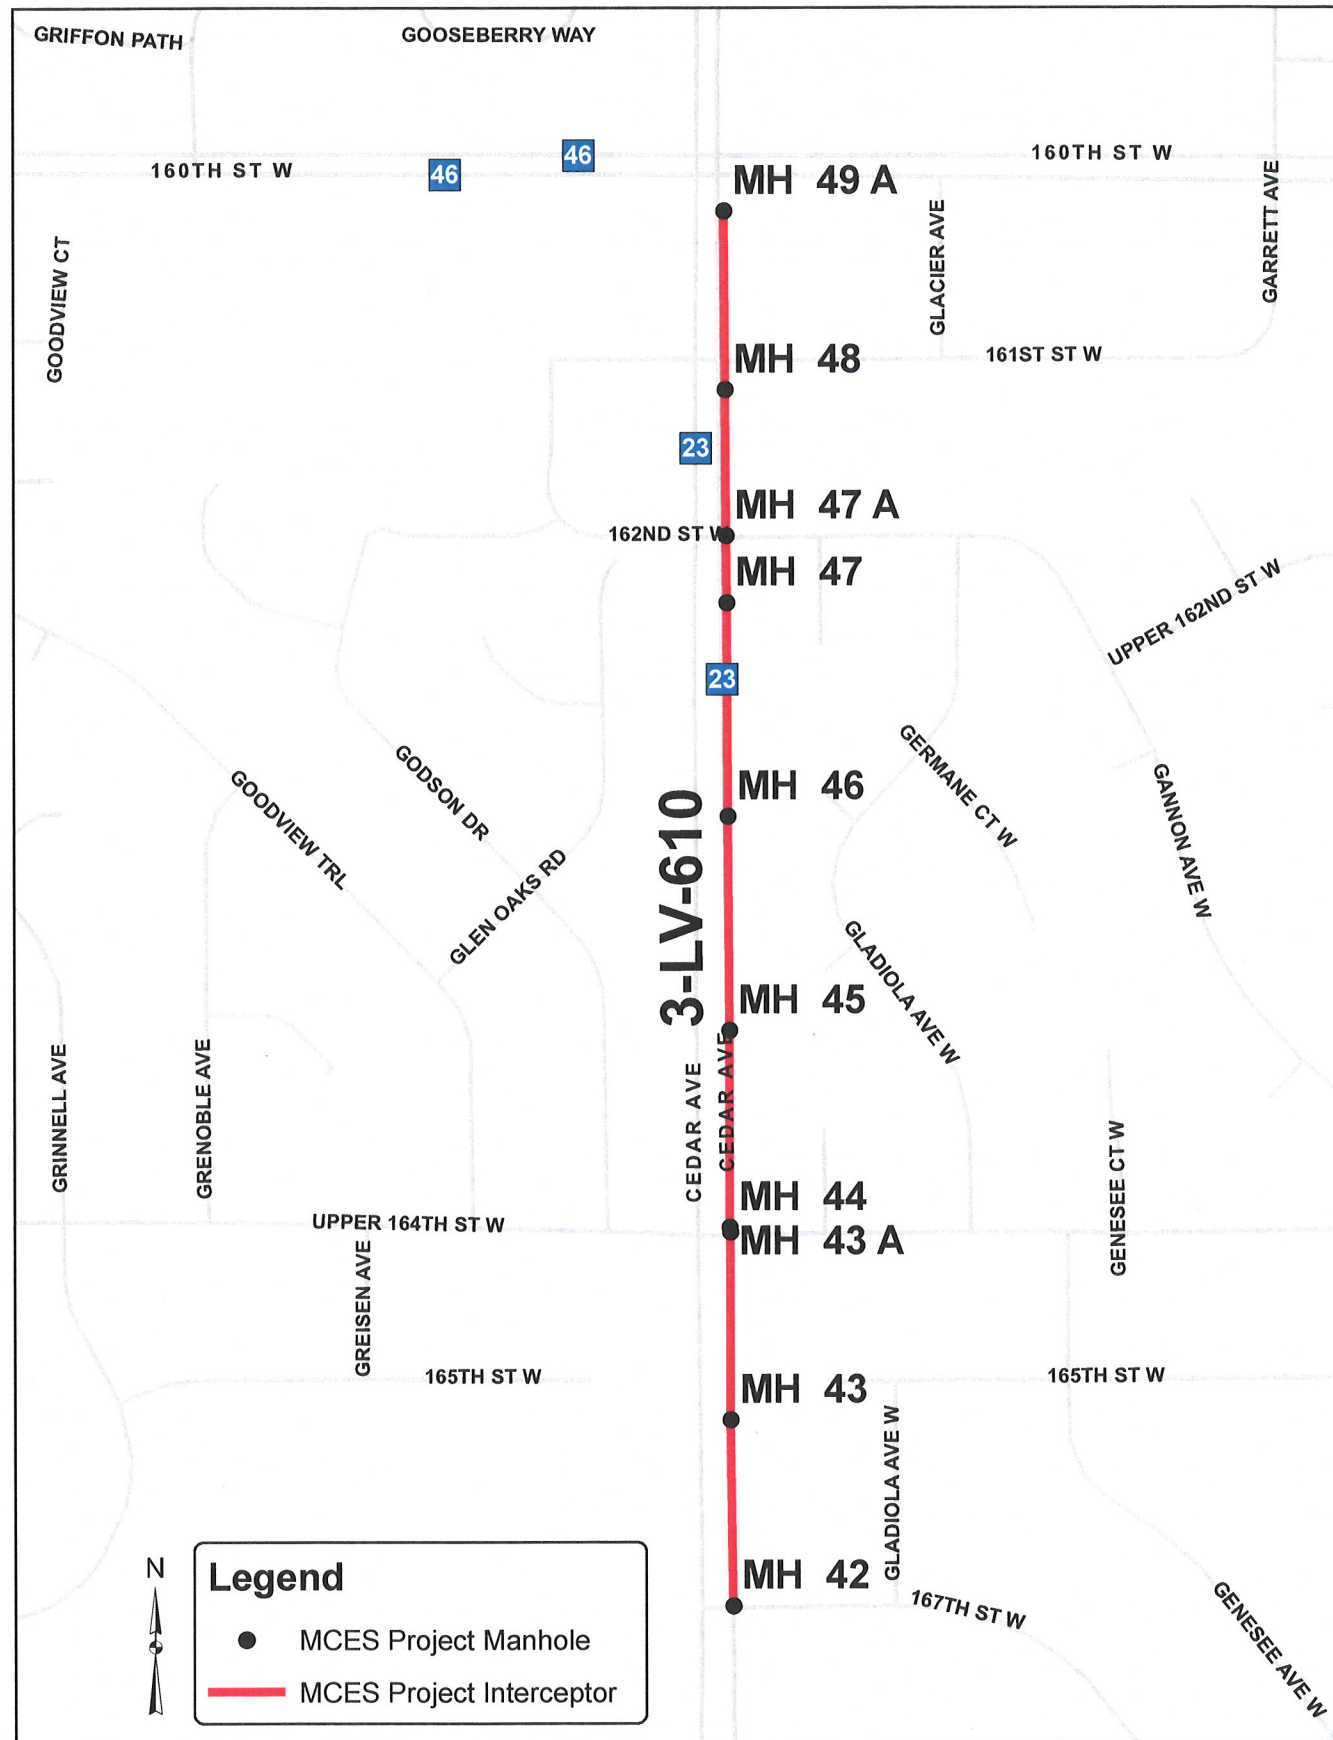 GRIFFON PATH
GOOSEBERRY WAY
160TH ST W
46
46
160TH ST W
MH 49 A
GOODVIEW CT
GLACIER AVE
GARRETT AVE
MH 48
161ST ST W
23
MH 47 A
162ND ST W
MH 47
UPPER 162ND ST W
23
GOODVIEW TRL
GODSON DR
GLEN OAKS RD
MH 46
GERMANE CT W
GANNON AVE W
3-LV-610
MH 45
GLADIOLA AVE W
GRINNELL AVE
GRENOBLE AVE
CEDAR AVE
CEDAR AVE
GENESEE CT W
MH 44
UPPER 164TH ST W
MH 43 A
GREISEN AVE
165TH ST W
165TH ST W
MH 43
GLADIOLA AVE W
MH 42
167TH ST W
GENESEE AVE W
N
Legend
MCES Project Manhole
MCES Project Interceptor